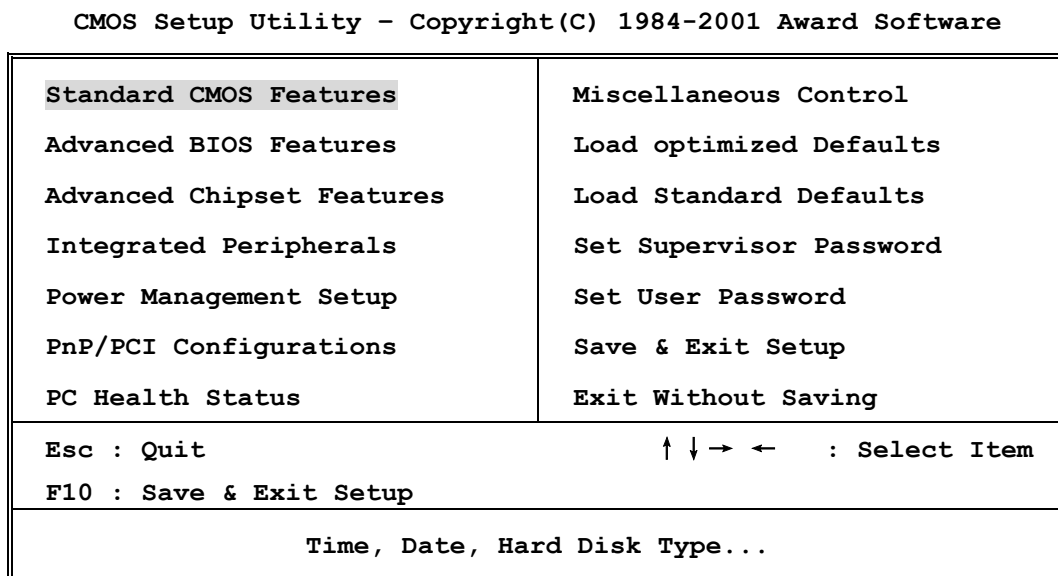 CMOS Setup Utility – Copyright(C) 1984-2001 Award Software
Standard CMOS Features
Advanced BIOS Features
Advanced Chipset Features
Integrated Peripherals
Power Management Setup
PnP/PCI Configurations
PC Health Status
Miscellaneous Control
Load optimized Defaults
Load Standard Defaults
Set Supervisor Password
Set User Password
Save & Exit Setup
Exit Without Saving
Esc : Quit
↑ ↓ → ← : Select Item
F10 : Save & Exit Setup
Time, Date, Hard Disk Type...